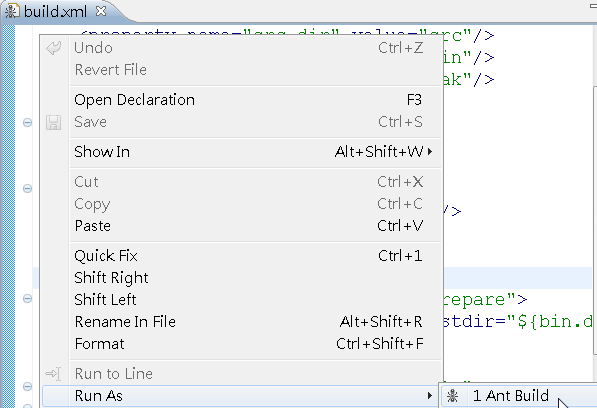 build.xml
<property name="src.dir" value="src"/>
Undo Ctrl+Z in"/>
Revert File ak"/>
Open Declaration F3
Save Ctrl+S
Show In Alt+Shift+W
Cut Ctrl+X
Copy Ctrl+C />
Paste Ctrl+V
Quick Fix Ctrl+1
Shift Right
Shift Left repare">
Rename In File Alt+Shift+R stdir="${bin.d
Format Ctrl+Shift+F
Run to Line
Run As 1 Ant Build